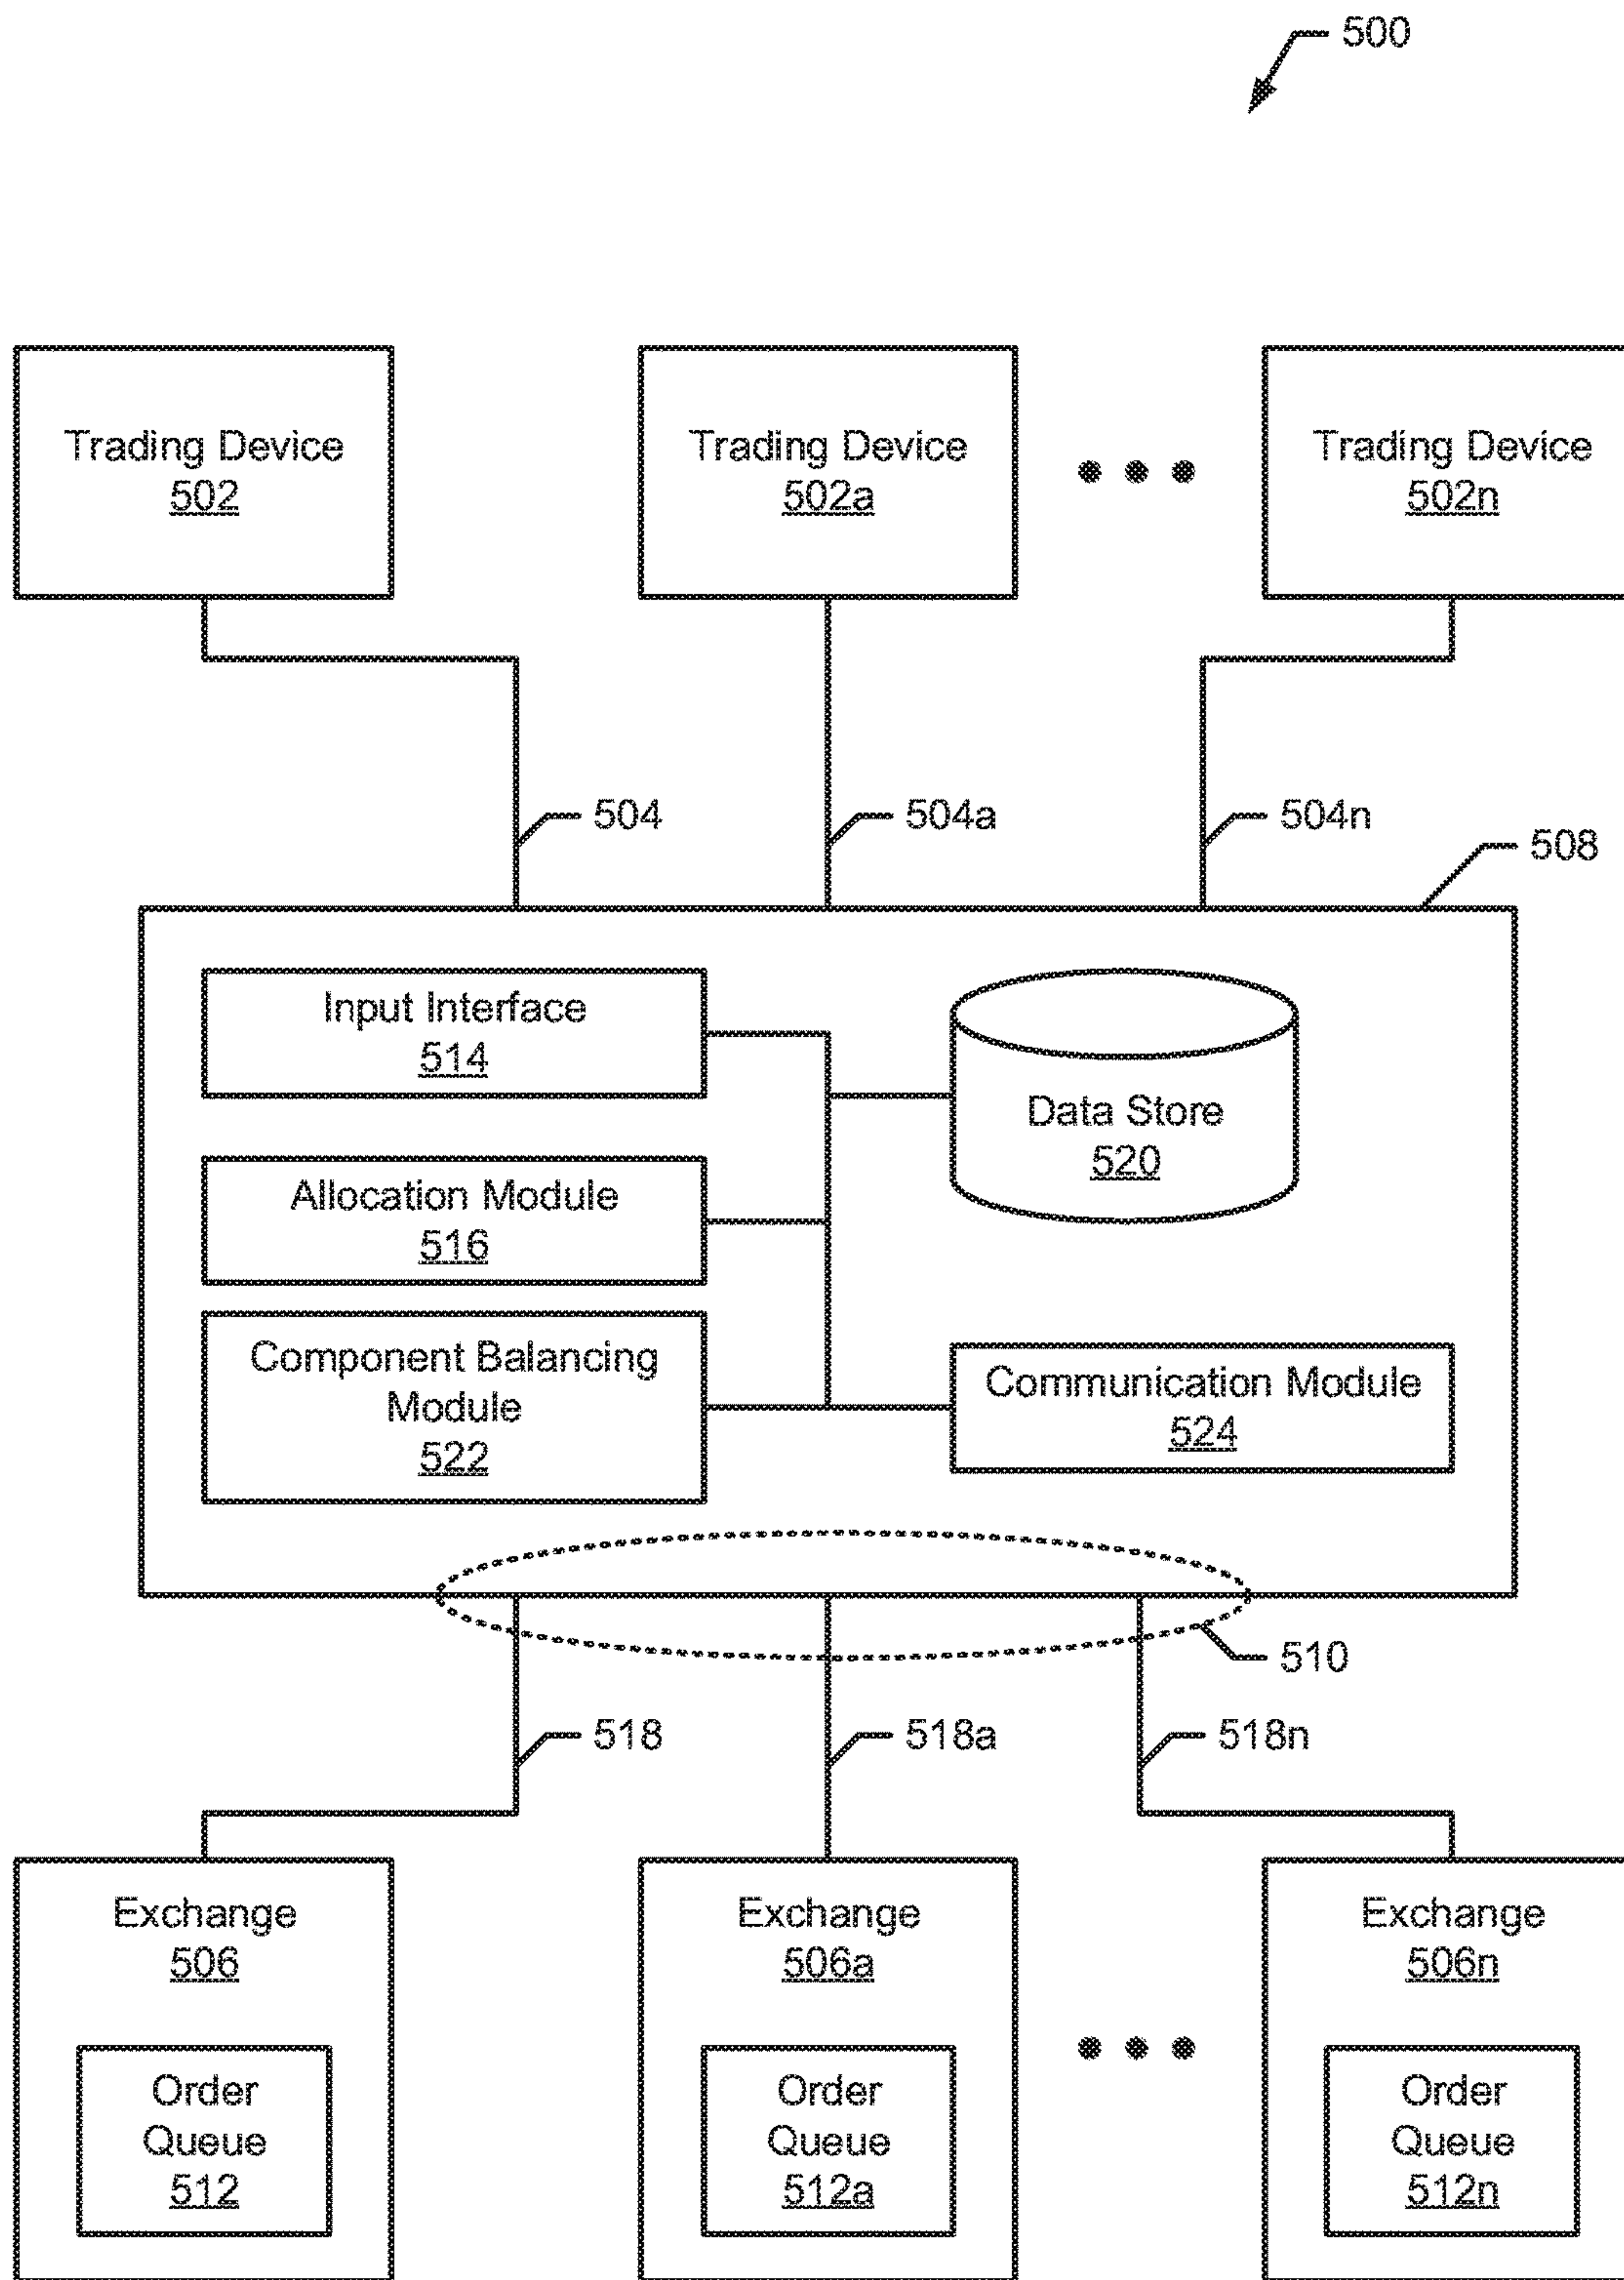 500
Trading Device
502
Trading Device
502a
Trading Device
502n
504
504a
504n
508
Input Interface
514
Data Store
520
Allocation Module
516
Component Balancing
Module
522
Communication Module
524
510
518
518a
518n
Exchange
506
Order
Queue
512
Exchange
506a
Order
Queue
512a
Exchange
506n
Order
Queue
512n